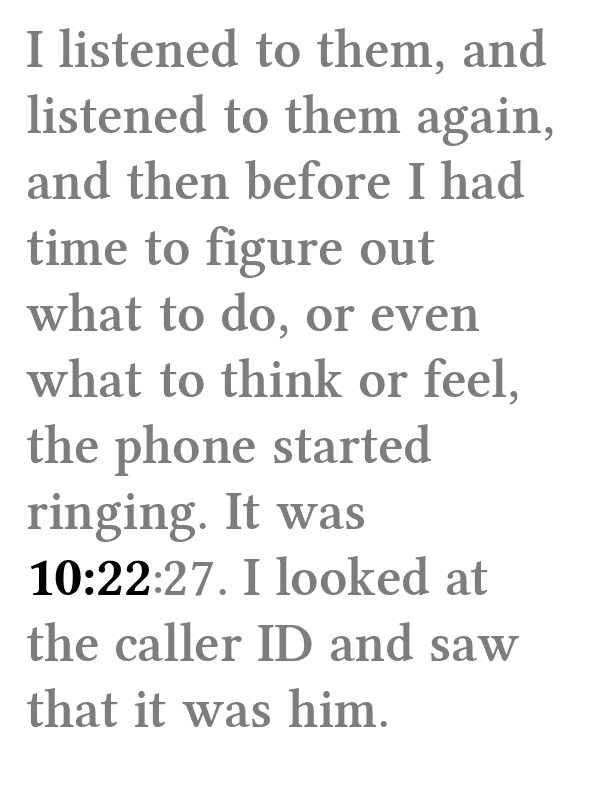 I listened to them, and
listened to them again,
and then before I had
time to figure out
what to do, or even
what to think or feel,
the phone started
ringing. It was
10:22:27. I looked at
the caller ID and saw
that it was him.